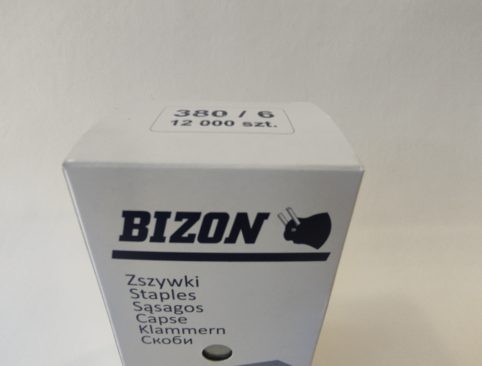 380 / 6
12 000 szt.
BIZON
Zszywki
Staples
Sąsagos
Capse
Klammern
Скоби